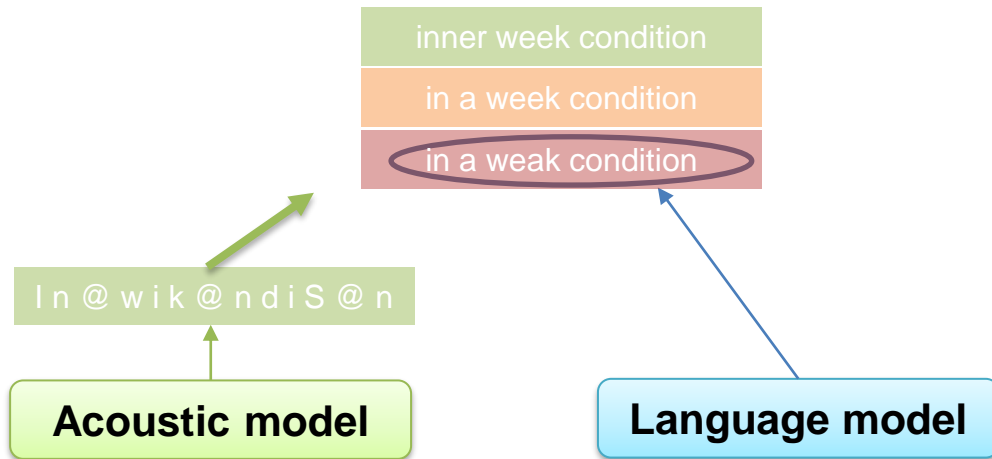 inner week condition
in a week condition
in a weak condition
I n @ w i k @ n d i S @ n
Acoustic model
Language model